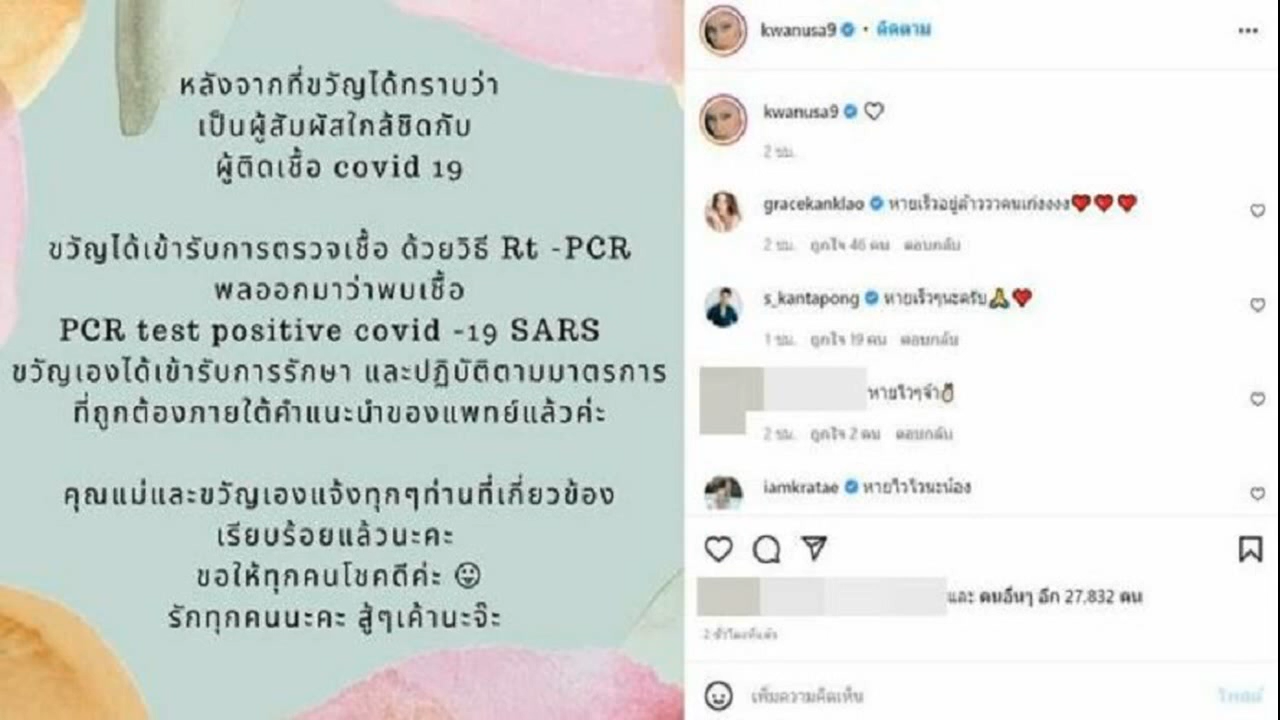 หลังจากที่ขวัญได้ทราบว่า
เป็นผู้สัมผัสใกล้ชิดกับ
ผู้ติดเชื้อ covid 19
ขวัญได้เข้ารับการตรวจเชื้อ ด้วยวิธี Rt -PCR
พลออกมาว่าพบเชื้อ
PCR test positive covid -19 SARS
ขวัญเองได้เข้ารับการรักษา และปฏิบัติตามมาตรการ
ที่ถูกต้องภายใต้คำแนะนำของแพทย์แล้วค่ะ
คุณแม่และขวัญเองแจ้งทุกๆท่านที่เกี่ยวข้อง
เรียบร้อยแล้วนะคะ
ขอให้ทุกคนโชคดีค่ะ 😛
รักทุกคนนะคะ สู้ๆเค้านะจ๊ะ
kwanusa9 • ติดตาม
kwanusa9 ♡
2 ชม.
gracekanklao หายเร็วอยู่ล้าวววคนเก่งงงง❤️❤️❤️
2 ชม. ถูกใจ 46 คน ตอบกลับ
s_kantapong หายเร็วๆนะครับ🙏❤️
1 ชม. ถูกใจ 19 คน ตอบกลับ
หายไวๆจ้า
2 ชม. ถูกใจ 2 คน ตอบกลับ
iamkratae หายไวไวนะน้อง
และ คนอื่นๆ อีก 27,832 คน
2 ชั่วโมงที่แล้ว
เพิ่มความคิดเห็น
โพสต์